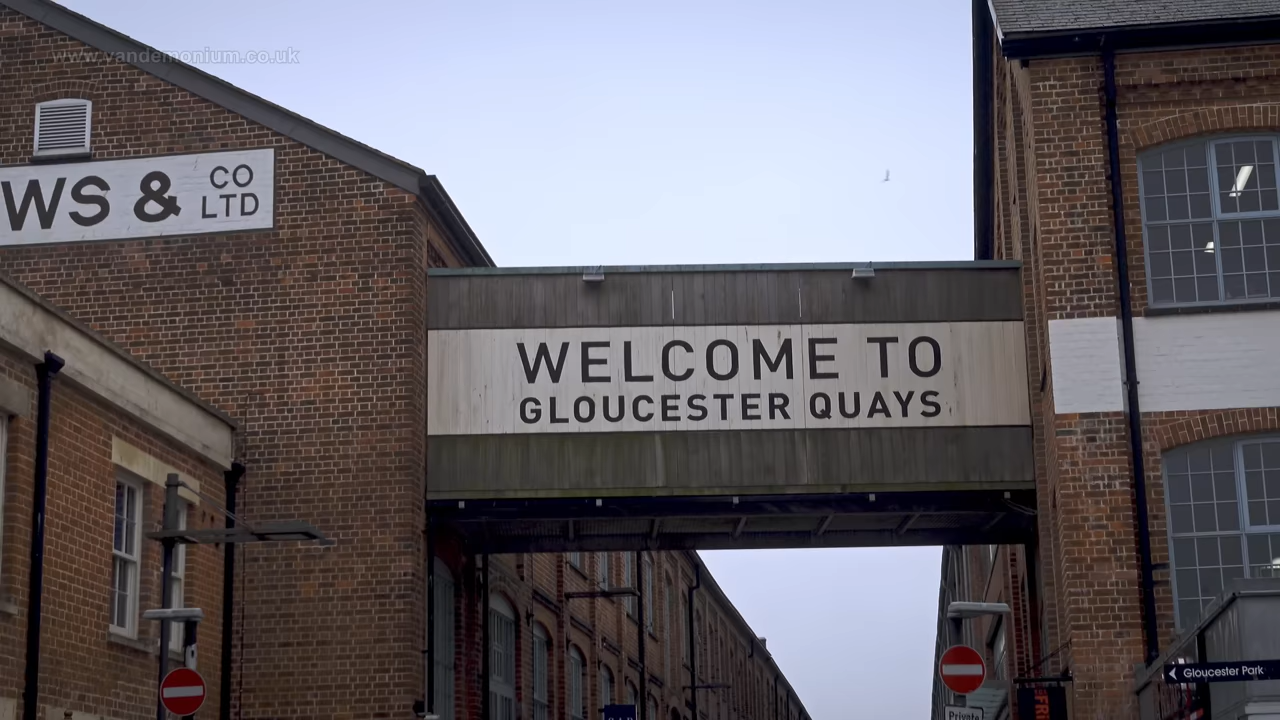 www.vandemonium.co.uk
WS & CO LTD
WELCOME TO
GLOUCESTER QUAYS
Gloucester Park
Private